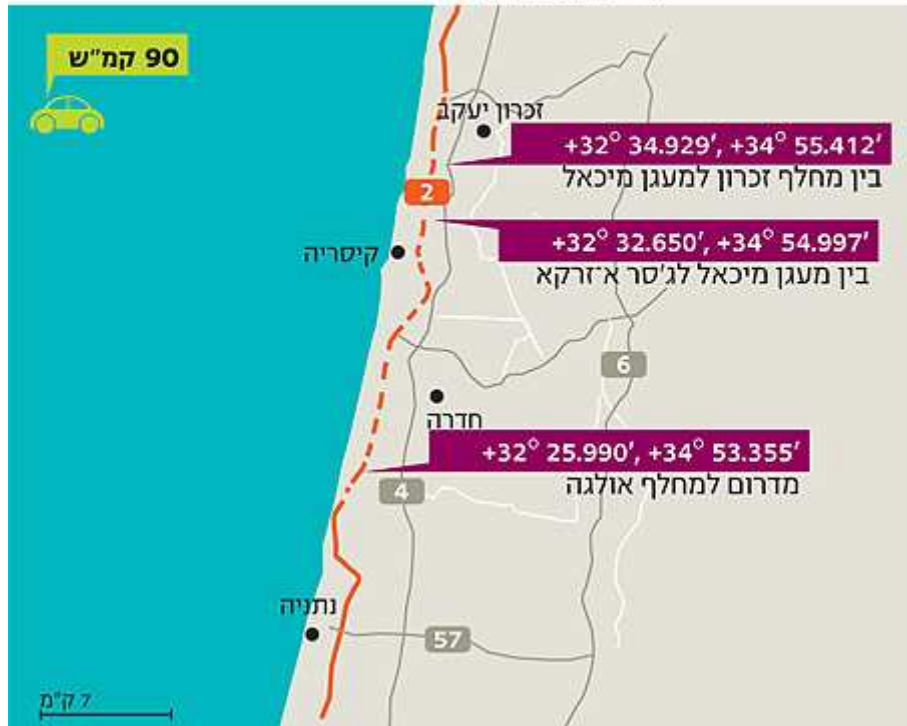 90 קמ"ש
זכרון יעקב
+32° 34.929′, +34° 55.412′
בין מחלף זכרון למעגן מיכאל
2
+32° 32.650′, +34° 54.997′
קיסריה
בין מעגן מיכאל לג'סר א־זרקא
6
חדרה
+32° 25.990′, +34° 53.355′
מדרום למחלף אולגה
4
נתניה
57
7 ק"מ